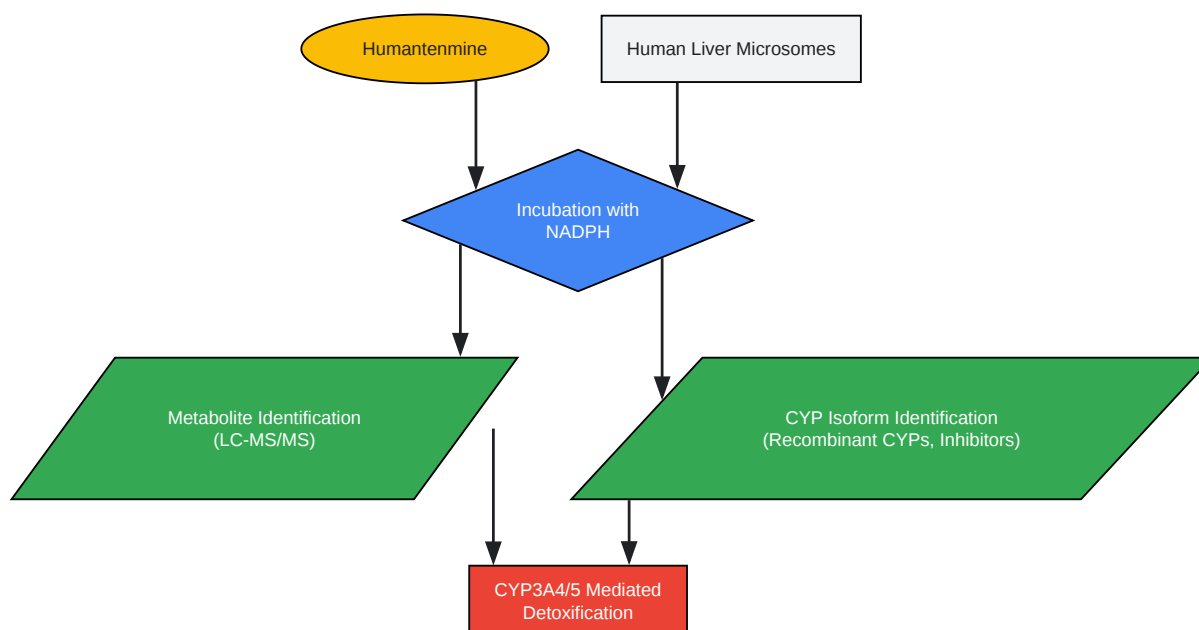 Humantenmine
Human Liver Microsomes
Incubation with
NADPH
Metabolite Identification
(LC-MS/MS)
CYP Isoform Identification
(Recombinant CYPs, Inhibitors)
CYP3A4/5 Mediated
Detoxification